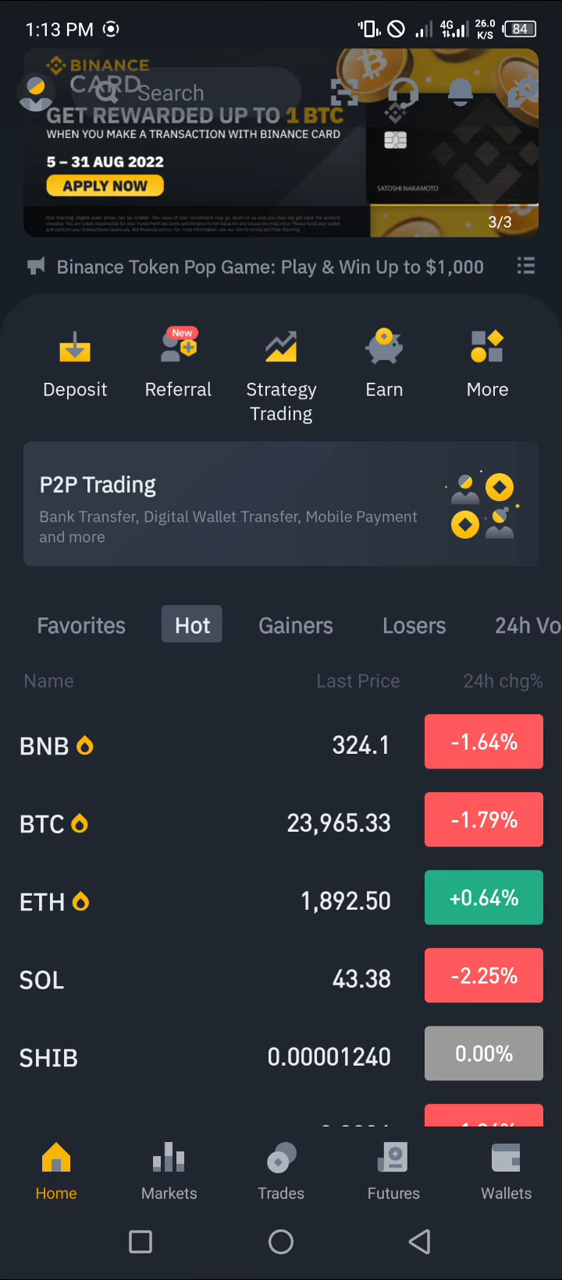 1:13 PM
4G
26.0
K/S
84
BINANCE
CARD
Search
GET REWARDED UP TO 1 BTC
WHEN YOU MAKE A TRANSACTION WITH BINANCE CARD
5 – 31 AUG 2022
APPLY NOW
SATOSHI NAKAMOTO
3/3
Binance Token Pop Game: Play & Win Up to $1,000
New
Deposit
Referral
Strategy
Trading
Earn
More
P2P Trading
Bank Transfer, Digital Wallet Transfer, Mobile Payment
and more
Favorites
Hot
Gainers
Losers
24h Vo
Name
Last Price
24h chg%
BNB
324.1
-1.64%
BTC
23,965.33
-1.79%
ETH
1,892.50
+0.64%
SOL
43.38
-2.25%
SHIB
0.00001240
0.00%
Home
Markets
Trades
Futures
Wallets